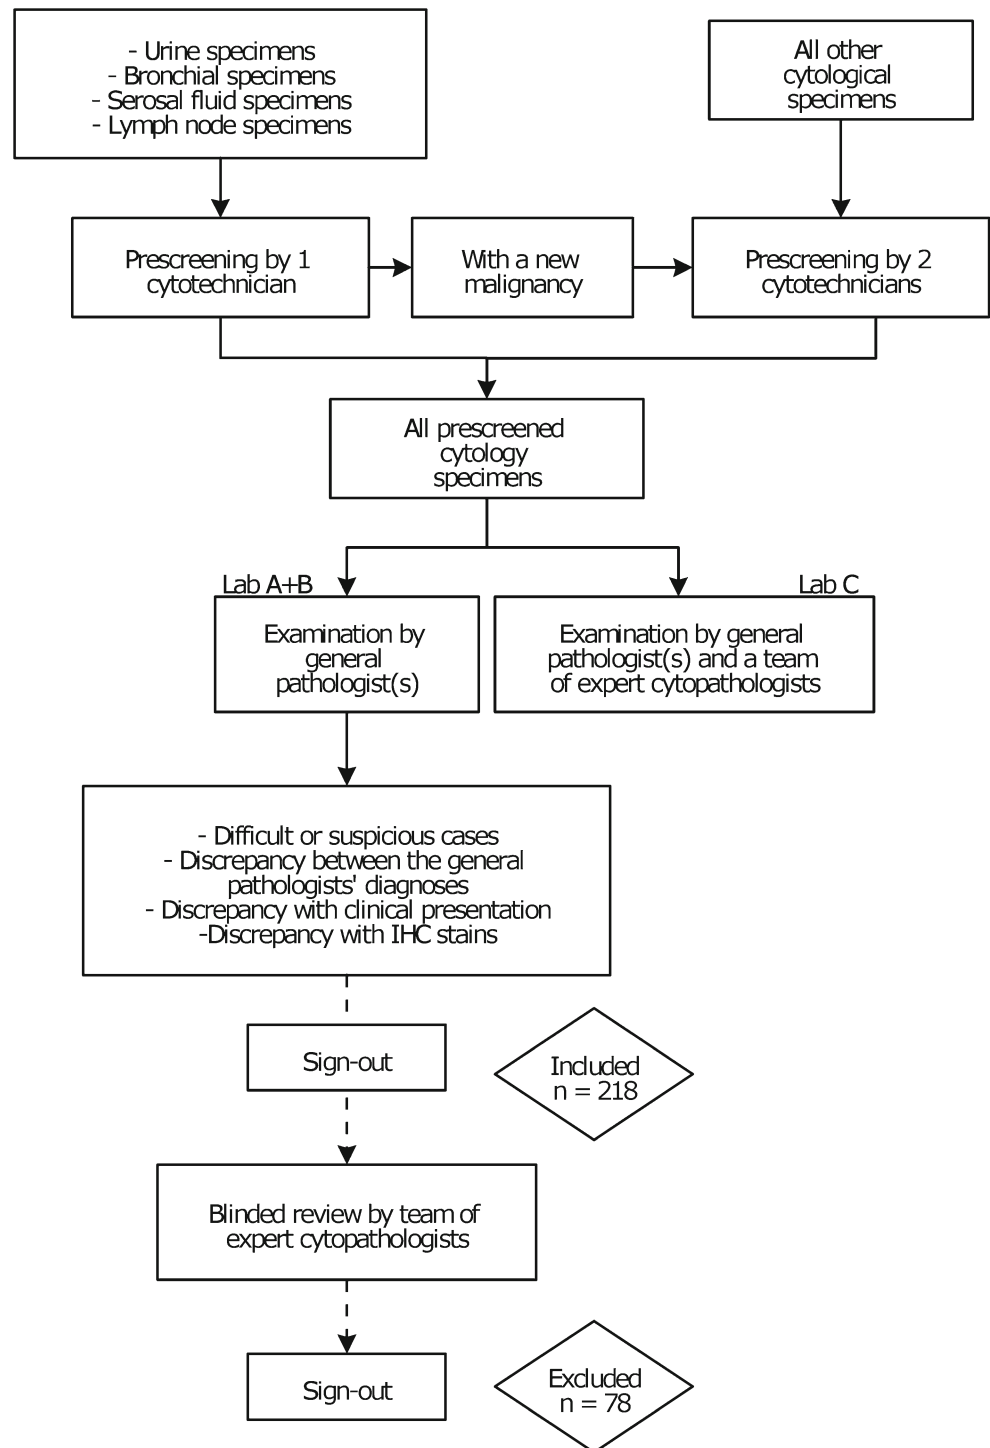 - Urine specimens
- Bronchial specimens
- Serosal fluid specimens
- Lymph node specimens
All other
cytological
specimens
Prescreening by 1
cytotechnician
With a new
malignancy
Prescreening by 2
cytotechnicians
All prescreened
cytology
specimens
Lab A+B
Lab C
Examination by
general
pathologist(s)
Examination by general
pathologist(s) and a team
of expert cytopathologists
- Difficult or suspicious cases
- Discrepancy between the general
pathologists' diagnoses
- Discrepancy with clinical presentation
-Discrepancy with IHC stains
Sign-out
Included
n = 218
Blinded review by team of
expert cytopathologists
Sign-out
Excluded
n = 78